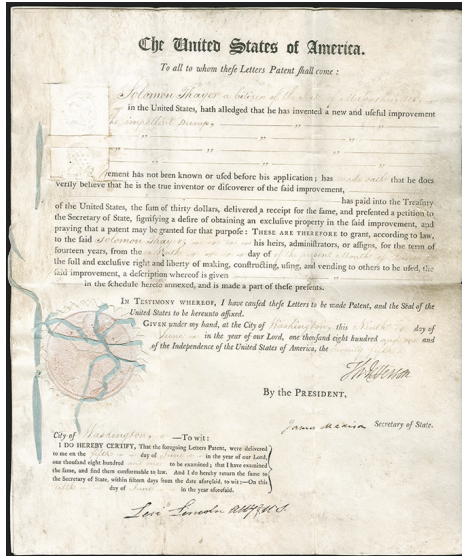 The United States of America.
To all to whom theſe Letters Patent ſhall come:
Solomon Thayer a citizen of the State of
in the United States, hath alledged that he has invented a new and uſeful improvement
the impellent Pump,
ement has not been known or uſed before his application; has made oath that he does
verily believe that he is the true inventor or diſcoverer of the ſaid improvement,
has paid into the Treaſury
of the United States, the ſum of thirty dollars, delivered a receipt for the ſame, and preſented a petition to
the Secretary of State, ſignifying a deſire of obtaining an excluſive property in the ſaid improvement, and
praying that a patent may be granted for that purpoſe: THESE ARE THEREFORE to grant, according to law,
to the ſaid Solomon Thayer his heirs, adminiſtrators, or aſſigns, for the term of
fourteen years, from the day of
the full and excluſive right and liberty of making, conſtructing, uſing, and vending to others to be uſed, the
ſaid improvement, a deſcription whereof is given
in the ſchedule hereto annexed, and is made a part of theſe preſents.
IN TESTIMONY WHEREOF, I have cauſed theſe Letters to be made Patent, and the Seal of the
United States to be hereunto affixed.
GIVEN under my hand, at the City of Washington, this Ninth day of
June in the year of our Lord, one thouſand eight hundred and one and
of the Independence of the United States of America, the
Th Jefferson
By the PRESIDENT,
James Madison Secretary of State.
City of Washington, —To wit:
I DO HEREBY CERTIFY, That the foregoing Letters Patent, were delivered
to me on the day of June in the year of our Lord,
one thouſand eight hundred to be examined; that I have examined
the ſame, and find them conformable to law. And I do hereby return the ſame to
the Secretary of State, within fifteen days from the date aforeſaid, to wit:—On this
day of June in the year aforeſaid.
Levi Lincoln Atty U.S.